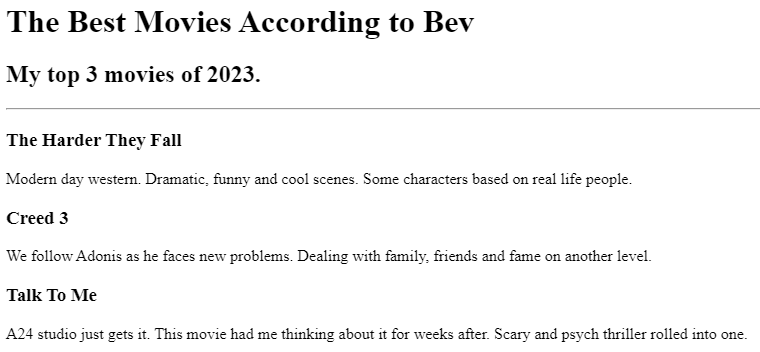 The Best Movies According to Bev
My top 3 movies of 2023.
The Harder They Fall
Modern day western. Dramatic, funny and cool scenes. Some characters based on real life people.
Creed 3
We follow Adonis as he faces new problems. Dealing with family, friends and fame on another level.
Talk To Me
A24 studio just gets it. This movie had me thinking about it for weeks after. Scary and psych thriller rolled into one.